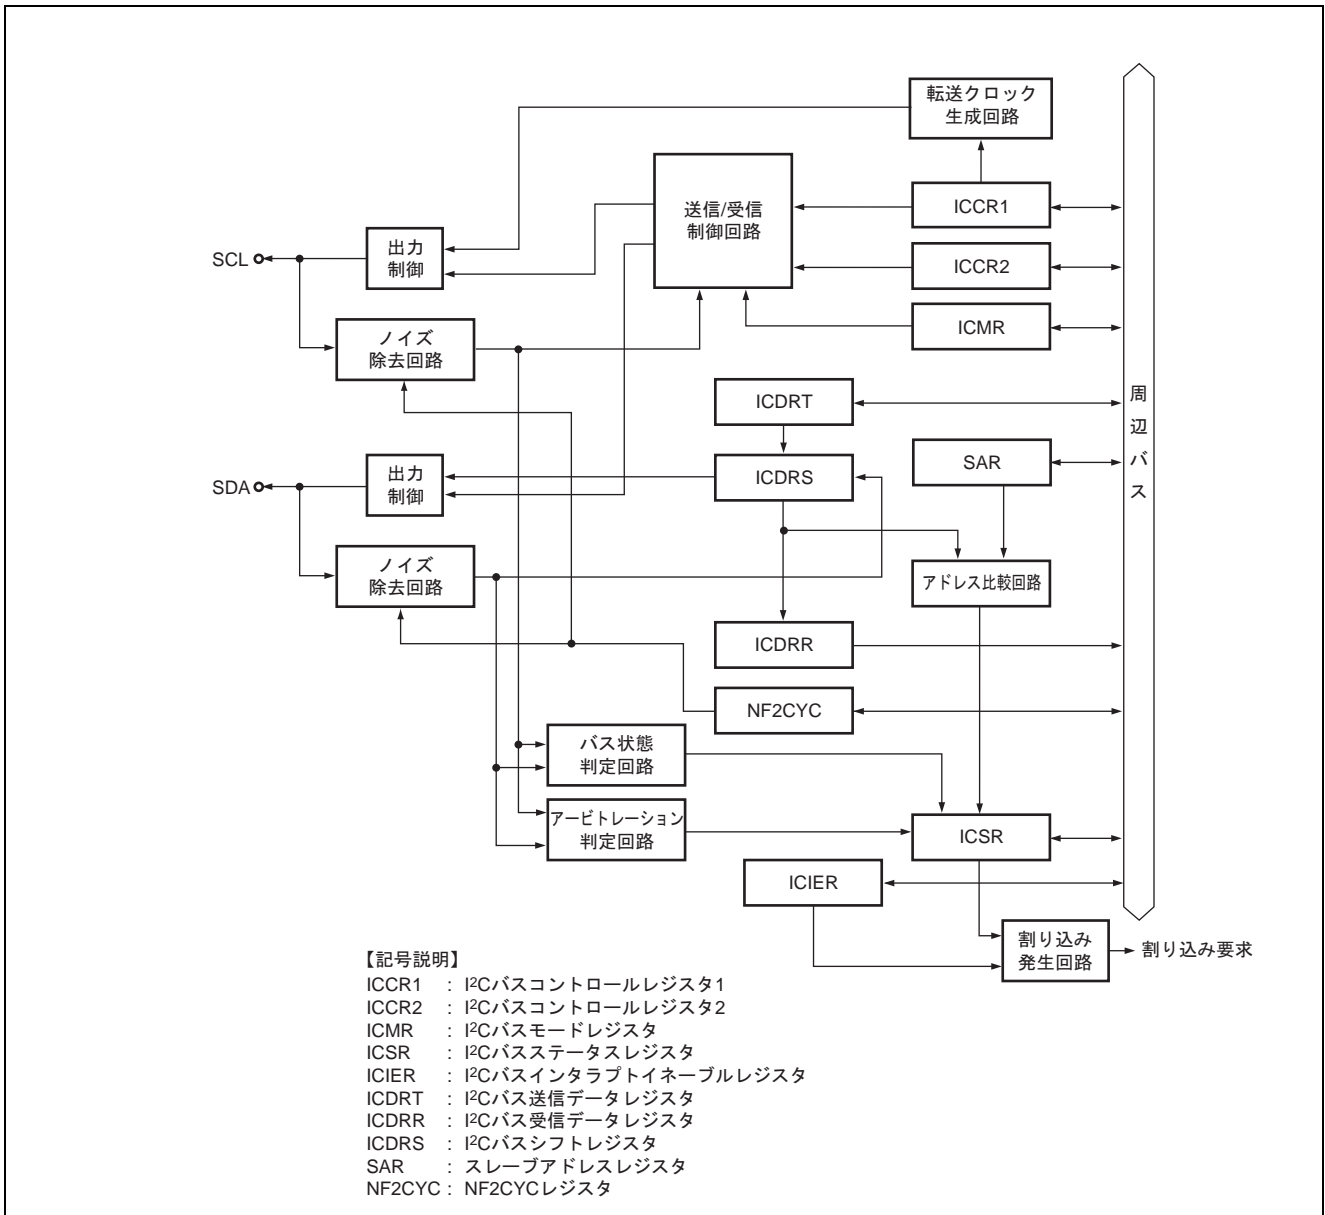 転送クロック
生成回路
送信/受信
制御回路
ICCR1
出力
制御
SCL
ICCR2
ノイズ
除去回路
ICMR
ICDRT
周辺バス
出力
制御
SDA
ICDRS
SAR
ノイズ
除去回路
アドレス比較回路
ICDRR
NF2CYC
バス状態
判定回路
アービトレーション
判定回路
ICSR
ICIER
割り込み
発生回路
割り込み要求
【記号説明】
ICCR1 : I²Cバスコントロールレジスタ1
ICCR2 : I²Cバスコントロールレジスタ2
ICMR : I²Cバスモードレジスタ
ICSR : I²Cバスステータスレジスタ
ICIER : I²Cバスインタラプトイネーブルレジスタ
ICDRT : I²Cバス送信データレジスタ
ICDRR : I²Cバス受信データレジスタ
ICDRS : I²Cバスシフトレジスタ
SAR : スレーブアドレスレジスタ
NF2CYC : NF2CYCレジスタ